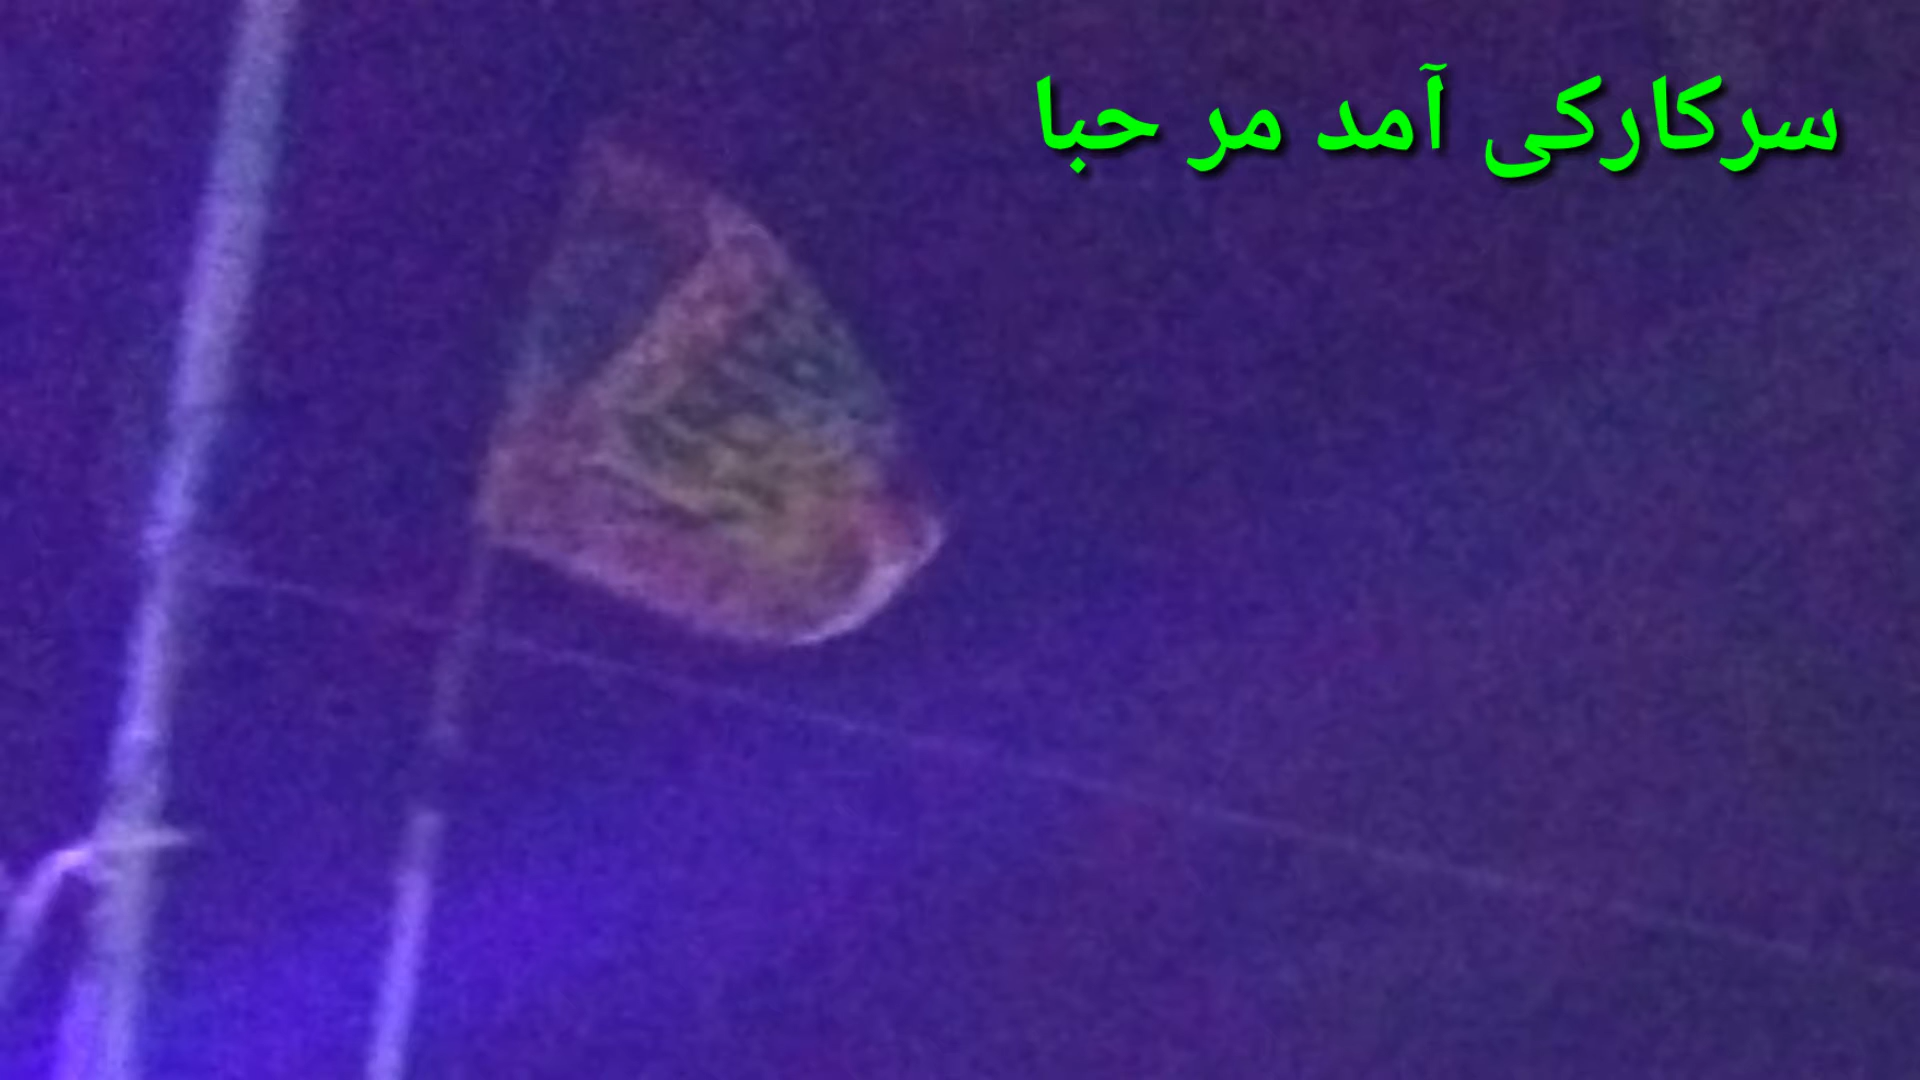 سرکارکی آمد مر حبا